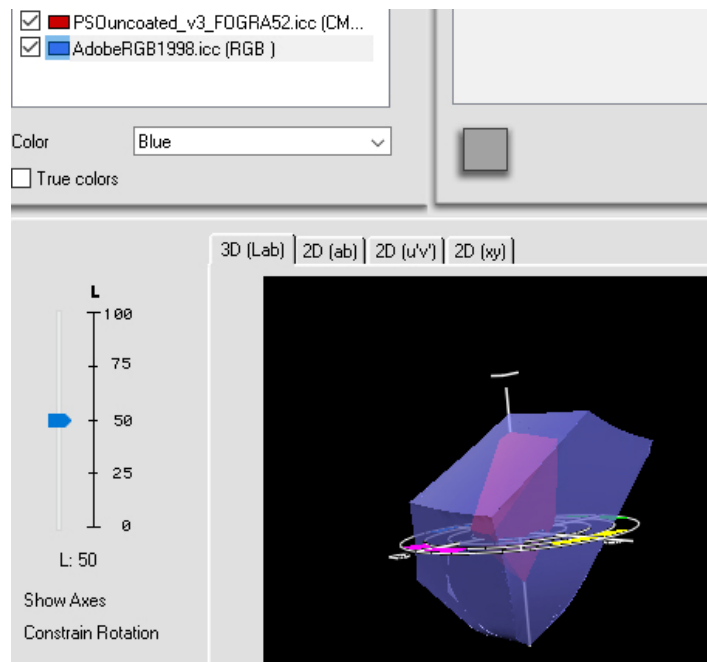 PSOuncoated_v3_FOGRA52.icc (CM...
AdobeRGB1998.icc (RGB )
Color
Blue
True colors
3D (Lab)
2D (ab)
2D (u'v')
2D (xy)
L
100
75
50
25
0
L: 50
Show Axes
Constrain Rotation